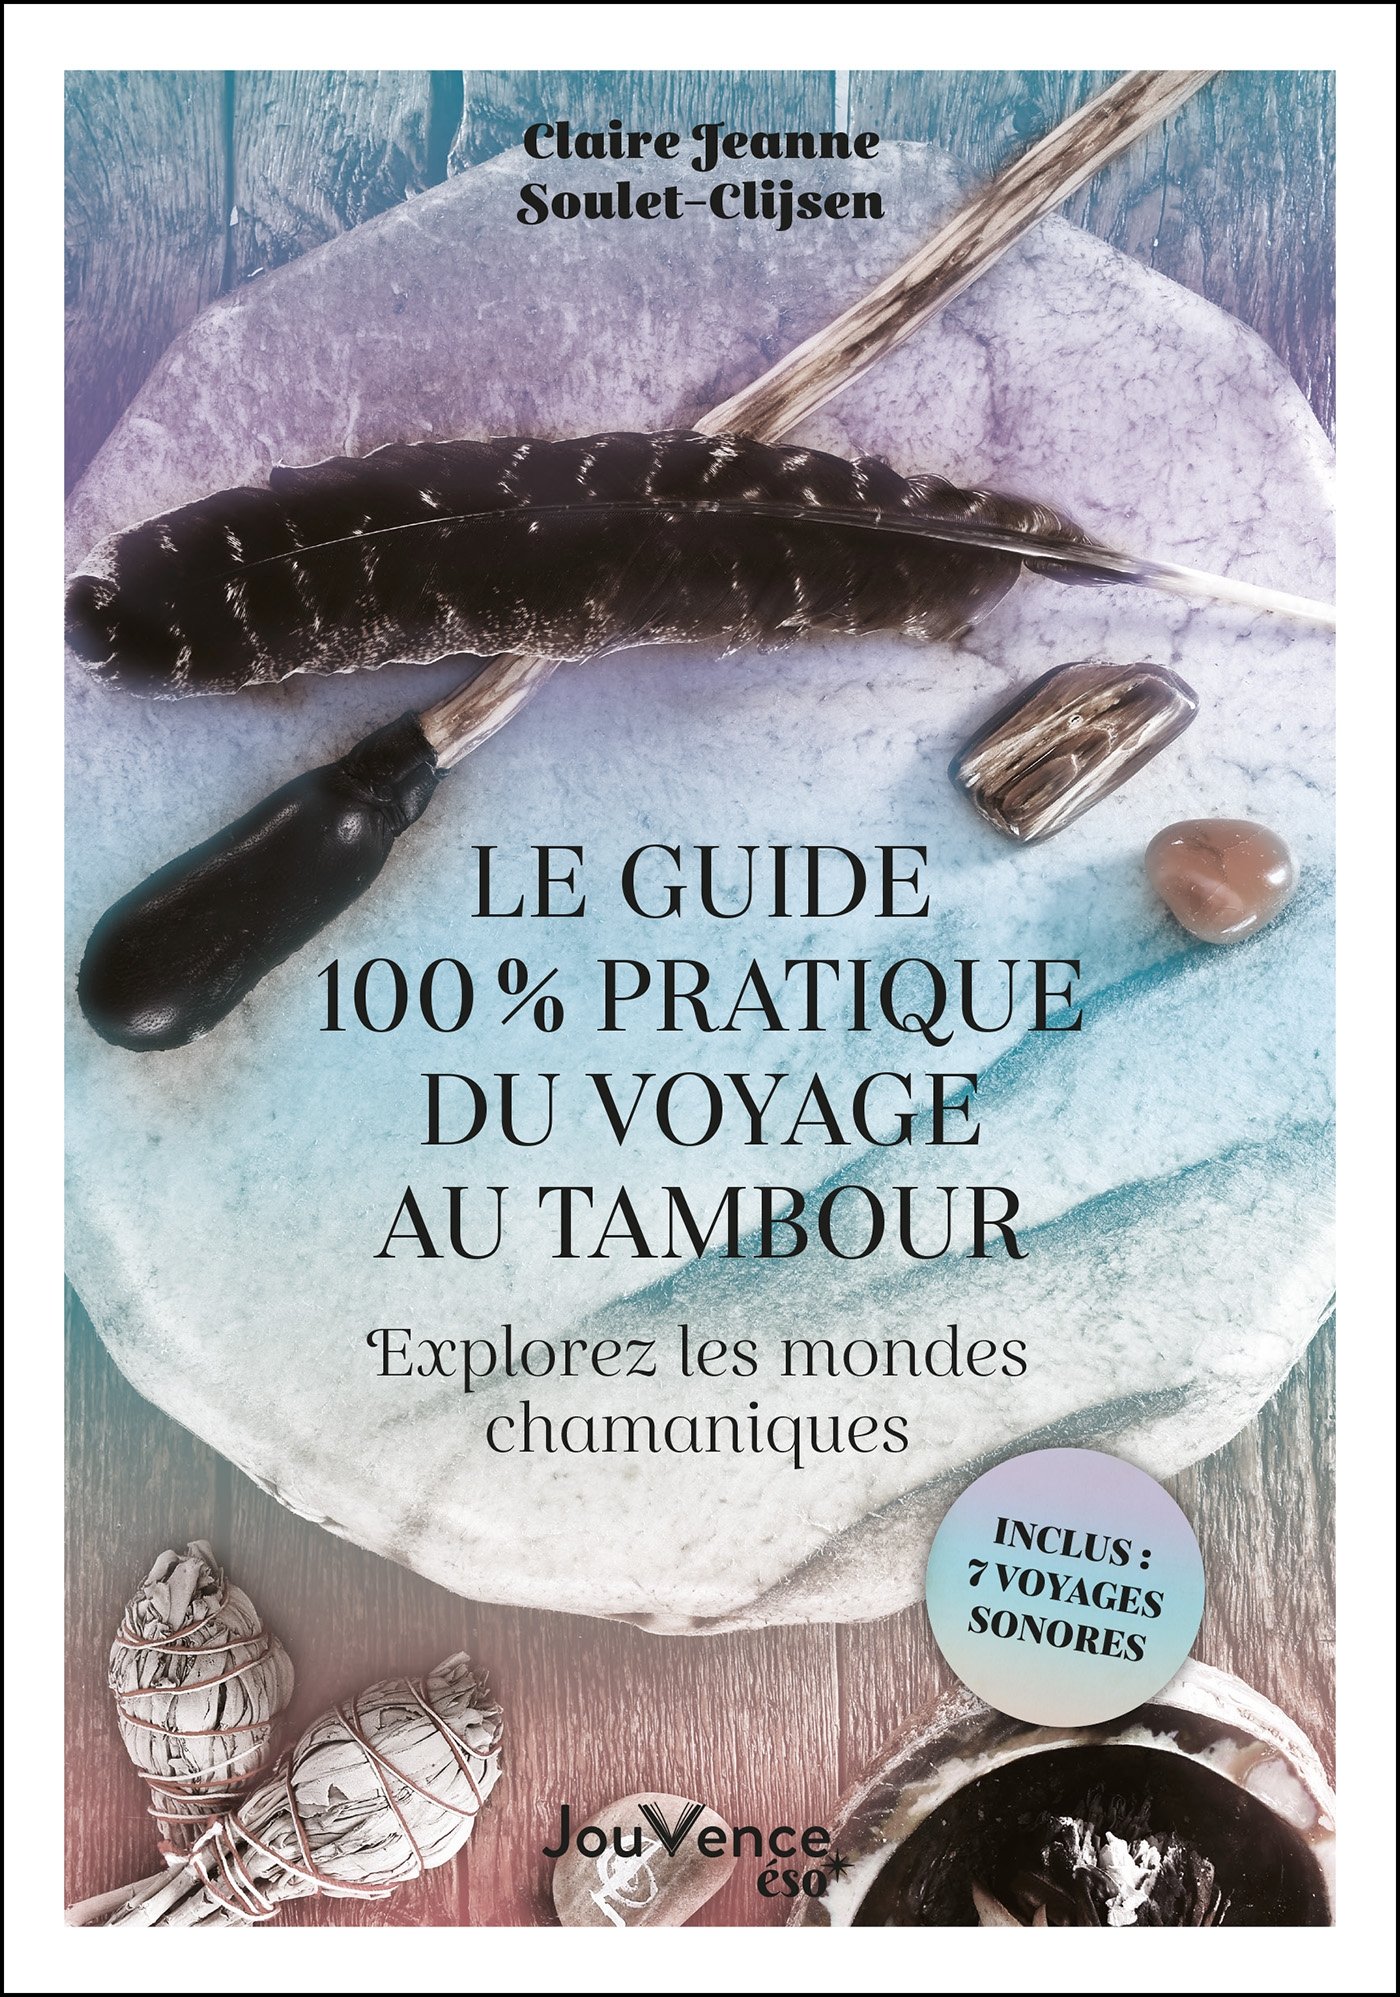 Claire Jeanne
Soulet-Clijsen
LE GUIDE
100 % PRATIQUE
DU VOYAGE
AU TAMBOUR
Explorez les mondes
chamaniques
INCLUS :
7 VOYAGES
SONORES
JouVence
éso